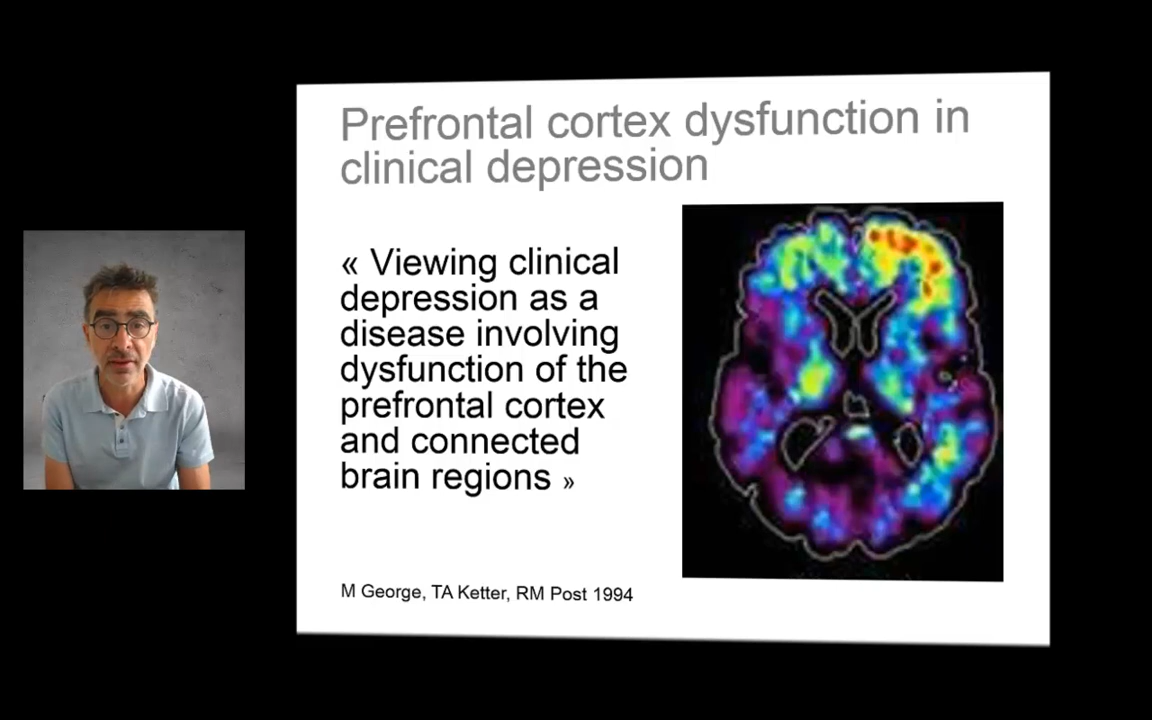 Prefrontal cortex dysfunction in
clinical depression
« Viewing clinical
depression as a
disease involving
dysfunction of the
prefrontal cortex
and connected
brain regions »
M George, TA Ketter, RM Post 1994